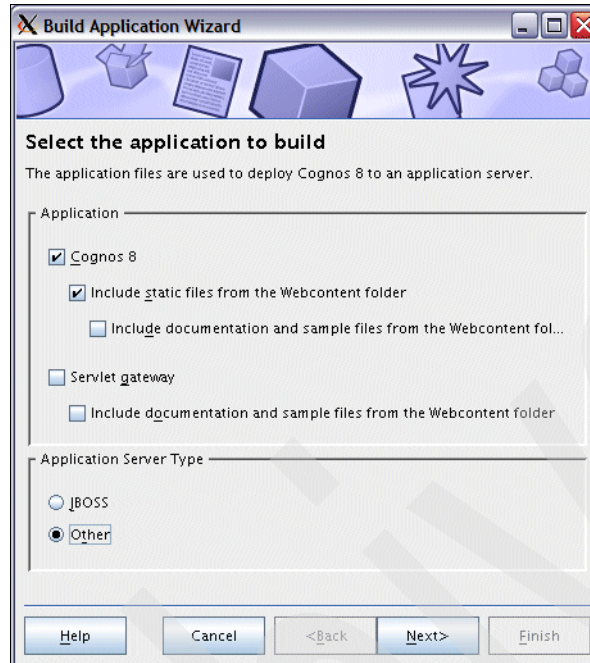 Build Application Wizard
Select the application to build
The application files are used to deploy Cognos 8 to an application server.
Application
Cognos 8
Include static files from the Webcontent folder
Include documentation and sample files from the Webcontent fol...
Servlet gateway
Include documentation and sample files from the Webcontent folder
Application Server Type
JBOSS
Other
Help Cancel <Back Next> Finish